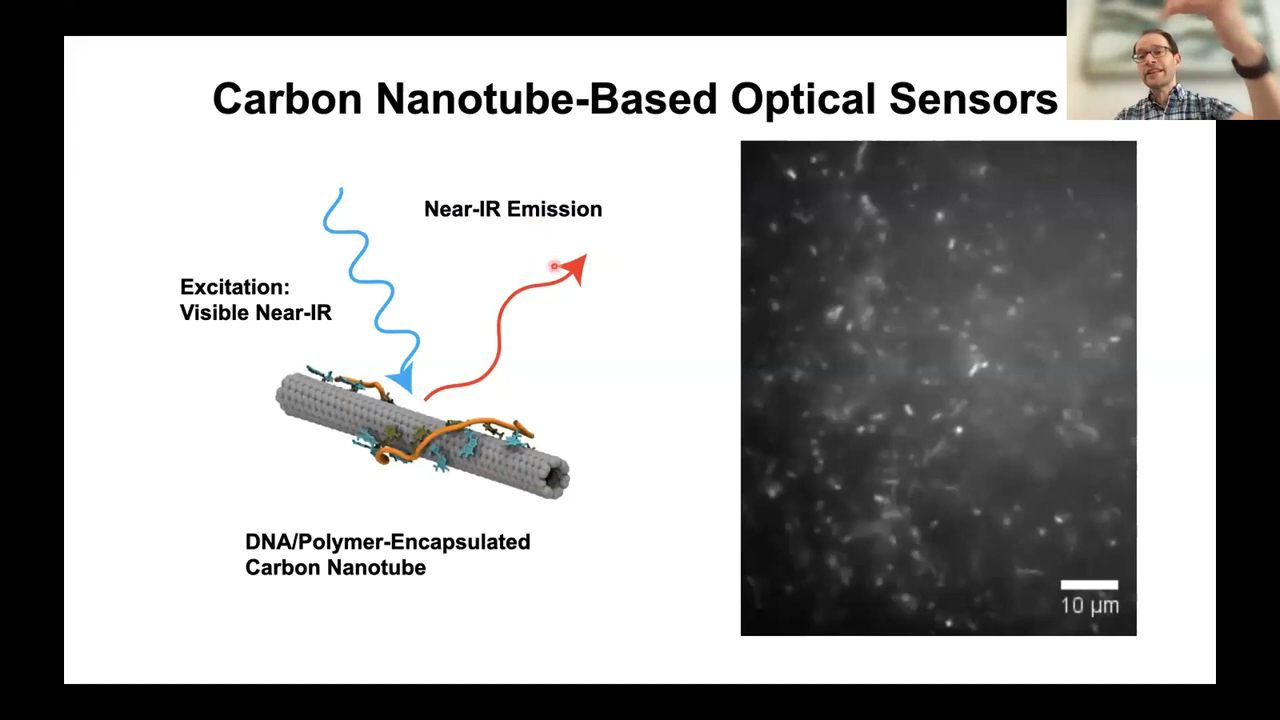 Carbon Nanotube-Based Optical Sensors
Near-IR Emission
Excitation:
Visible Near-IR
DNA/Polymer-Encapsulated
Carbon Nanotube
10 µm